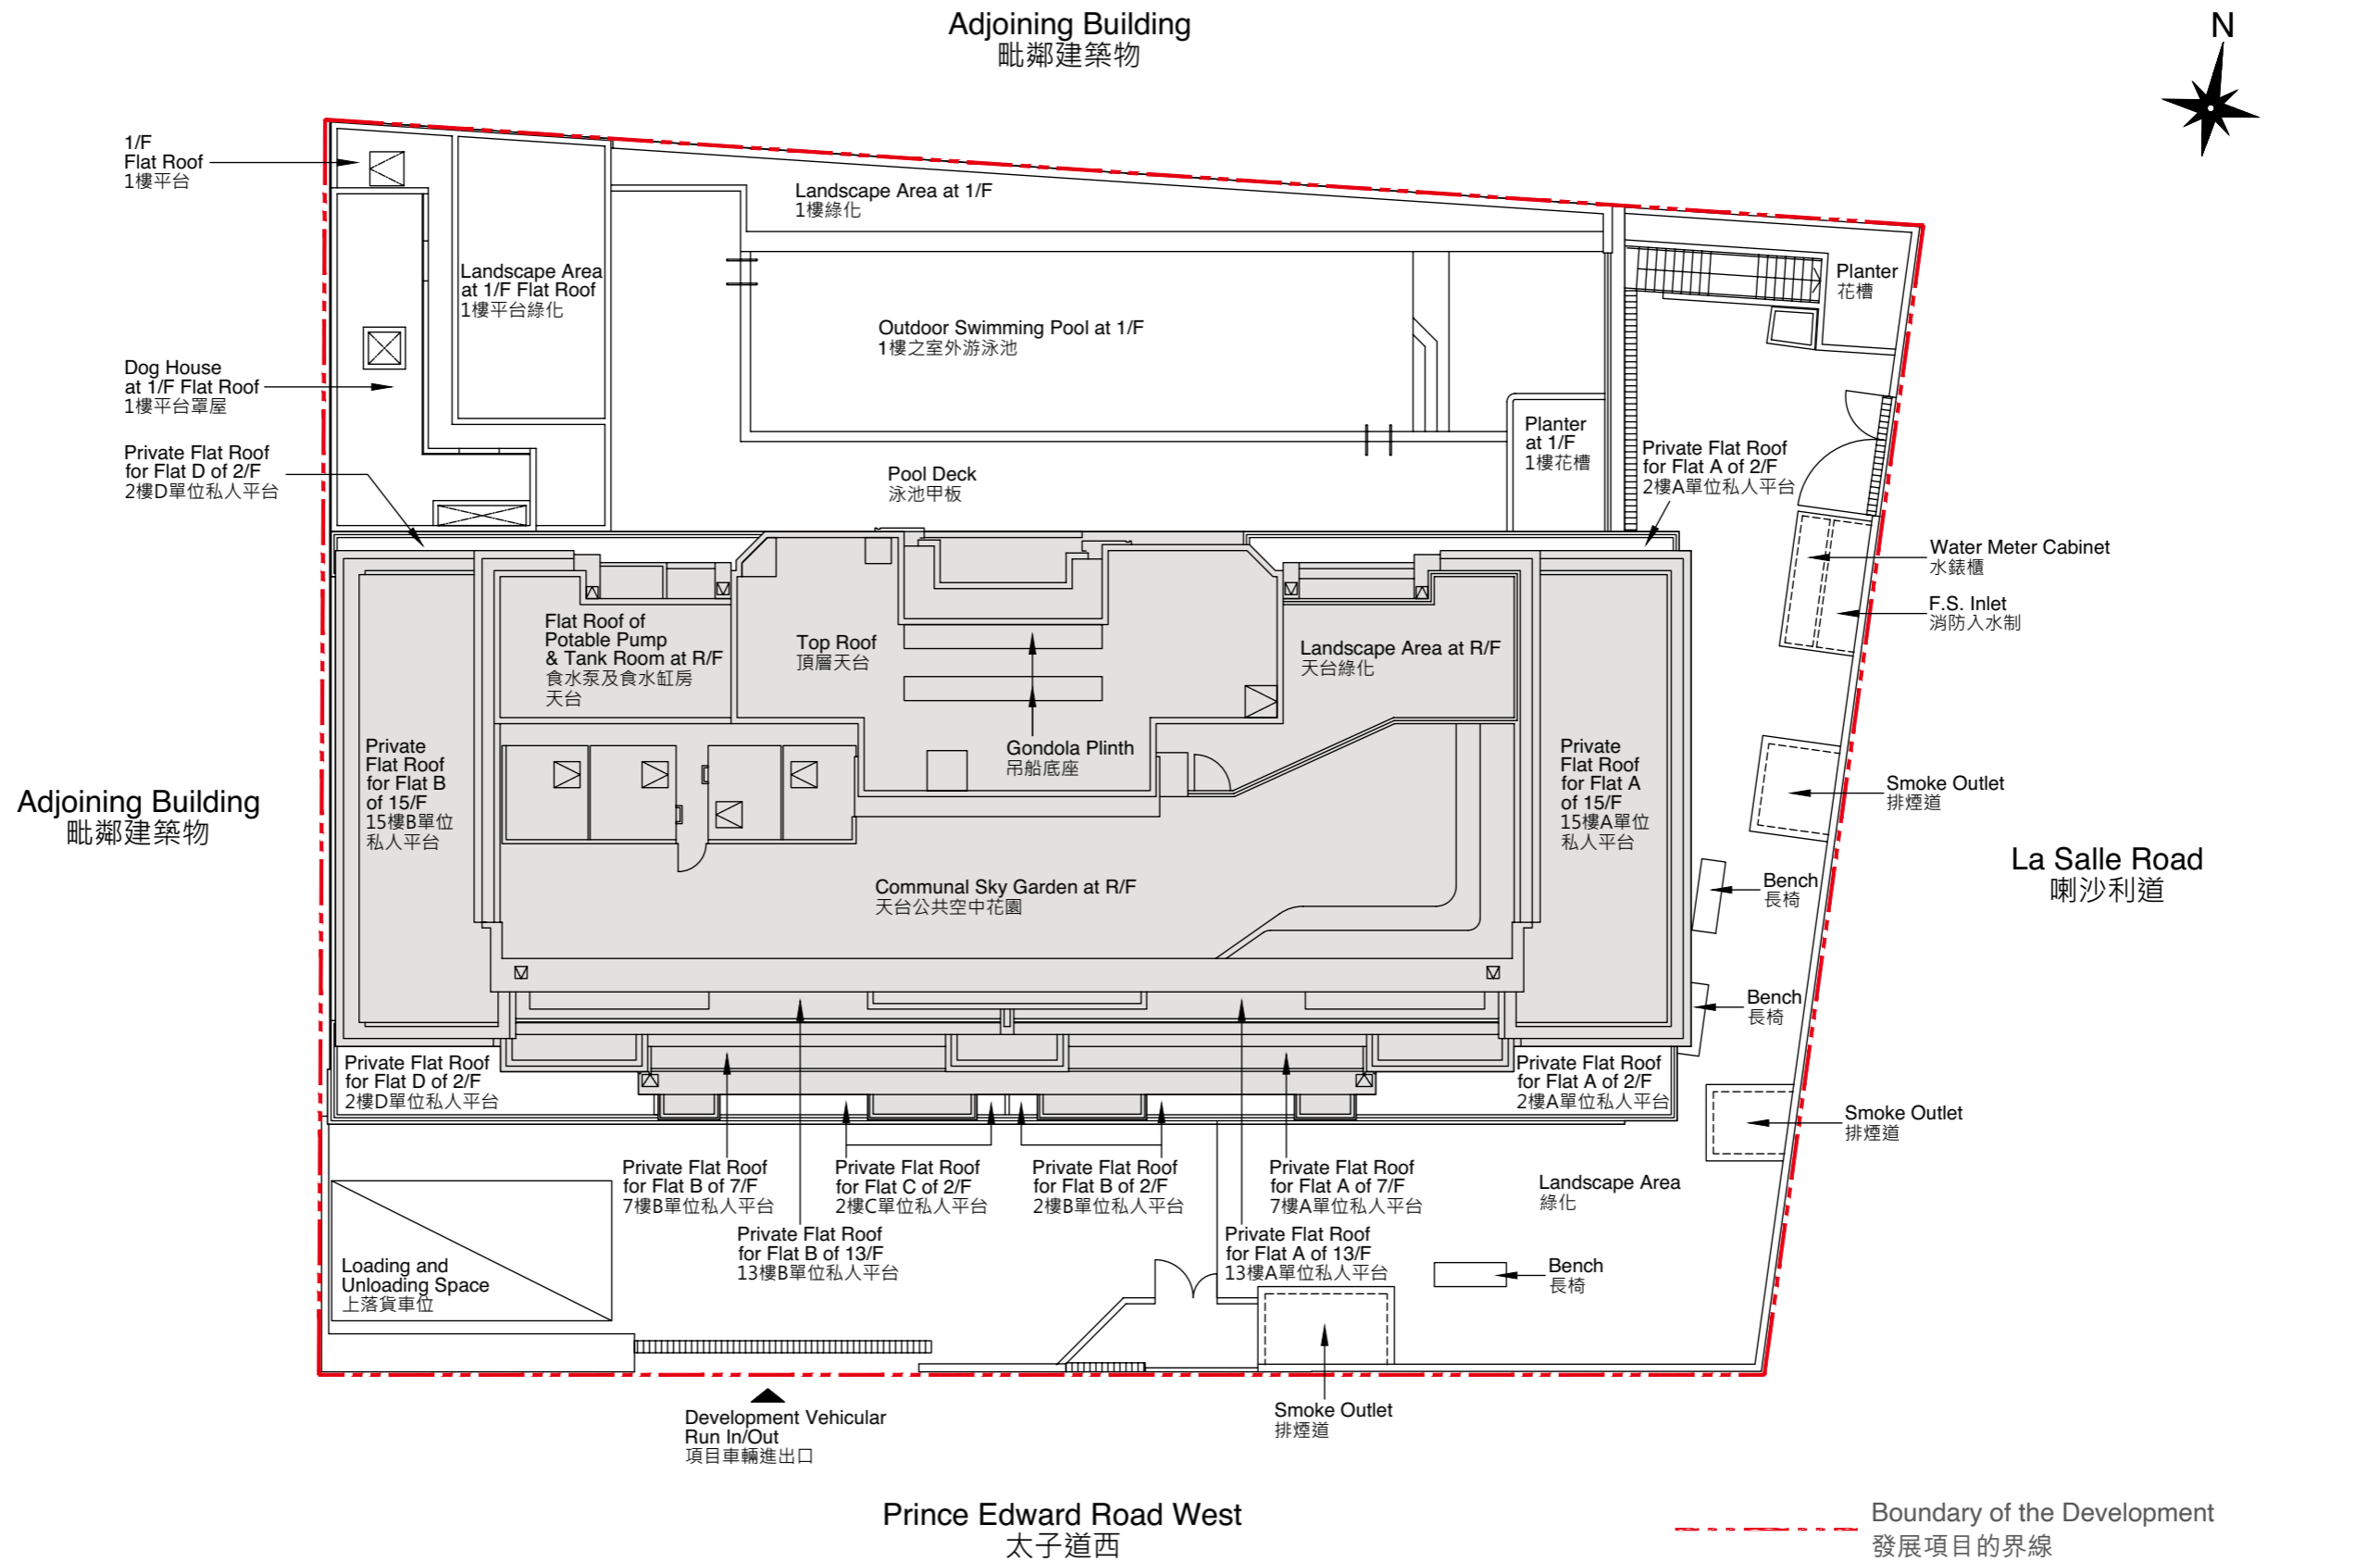 Adjoining Building
毗鄰建築物
N
1/F
Flat Roof
1樓平台
Landscape Area at 1/F
1樓綠化
Landscape Area
at 1/F Flat Roof
1樓平台綠化
Planter
花槽
Outdoor Swimming Pool at 1/F
1樓之室外游泳池
Dog House
at 1/F Flat Roof
1樓平台罩屋
Planter
at 1/F
1樓花槽
Private Flat Roof
for Flat D of 2/F
2樓D單位私人平台
Private Flat Roof
for Flat A of 2/F
2樓A單位私人平台
Pool Deck
泳池甲板
Water Meter Cabinet
水錶櫃
F.S. Inlet
消防入水制
Flat Roof of
Potable Pump
& Tank Room at R/F
食水泵及食水缸房
天台
Top Roof
頂層天台
Landscape Area at R/F
天台綠化
Private
Flat Roof
for Flat B
of 15/F
15樓B單位
私人平台
Gondola Plinth
吊船底座
Private
Flat Roof
for Flat A
of 15/F
15樓A單位
私人平台
Smoke Outlet
排煙道
Adjoining Building
毗鄰建築物
La Salle Road
喇沙利道
Communal Sky Garden at R/F
天台公共空中花園
Bench
長椅
Bench
長椅
Private Flat Roof
for Flat D of 2/F
2樓D單位私人平台
Private Flat Roof
for Flat A of 2/F
2樓A單位私人平台
Smoke Outlet
排煙道
Private Flat Roof
for Flat B of 7/F
7樓B單位私人平台
Private Flat Roof
for Flat C of 2/F
2樓C單位私人平台
Private Flat Roof
for Flat B of 2/F
2樓B單位私人平台
Private Flat Roof
for Flat A of 7/F
7樓A單位私人平台
Landscape Area
綠化
Private Flat Roof
for Flat B of 13/F
13樓B單位私人平台
Private Flat Roof
for Flat A of 13/F
13樓A單位私人平台
Loading and
Unloading Space
上落貨車位
Bench
長椅
Development Vehicular
Run In/Out
項目車輛進出口
Smoke Outlet
排煙道
Prince Edward Road West
太子道西
Boundary of the Development
發展項目的界線